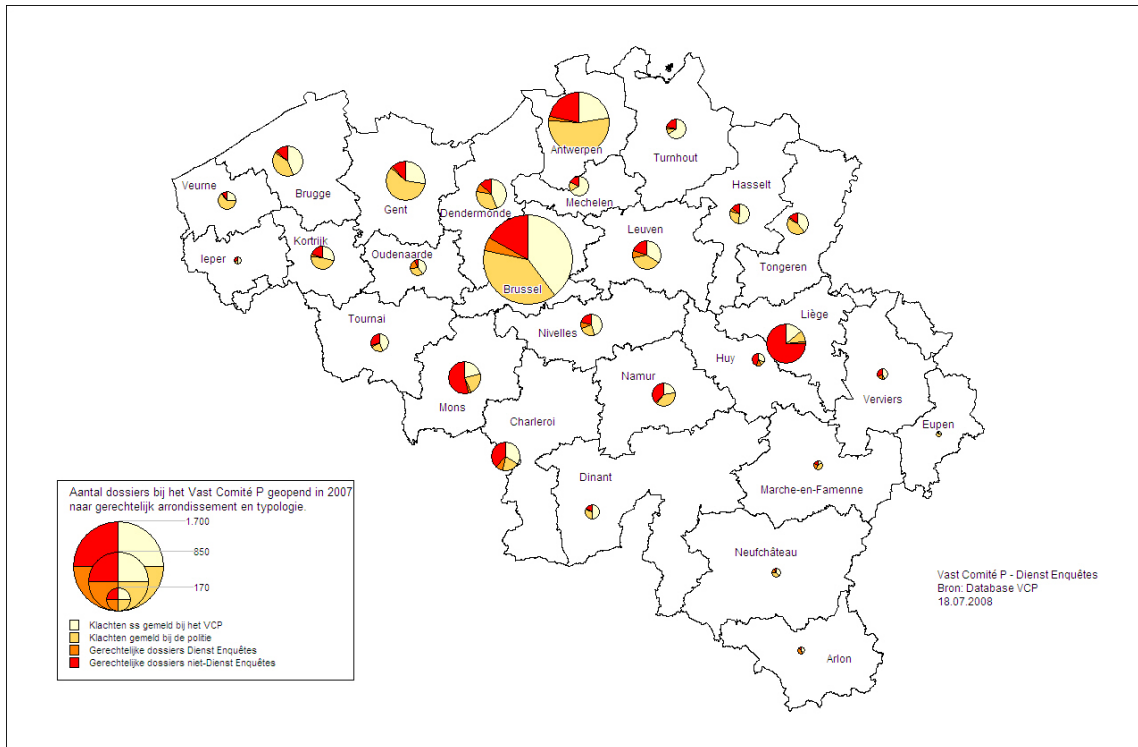 Antwerpen
Turnhout
Veurne
Brugge
Gent
Dendermonde
Mechelen
Hasselt
Ieper
Kortrijk
Oudenaarde
Leuven
Tongeren
Brussel
Tournai
Nivelles
Liège
Huy
Mons
Namur
Verviers
Charleroi
Eupen
Dinant
Marche-en-Famenne
Neufchâteau
Arlon
Aantal dossiers bij het Vast Comité P geopend in 2007
naar gerechtelijk arrondissement en typologie.
1.700
850
170
Klachten ss gemeld bij het VCP
Klachten gemeld bij de politie
Gerechtelijke dossiers Dienst Enquêtes
Gerechtelijke dossiers niet-Dienst Enquêtes
Vast Comité P - Dienst Enquêtes
Bron: Database VCP
18.07.2008